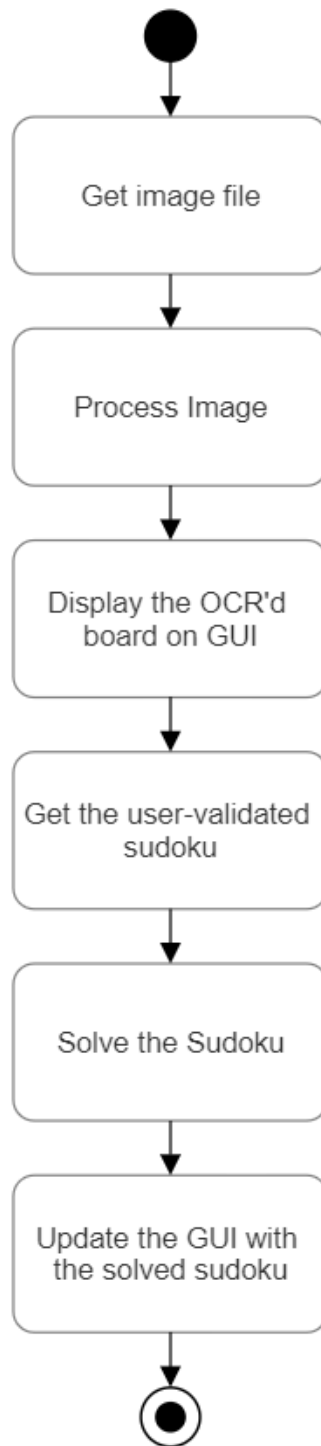 Get image file
Process Image
Display the OCR'd
board on GUI
Get the user-validated
sudoku
Solve the Sudoku
Update the GUI with
the solved sudoku